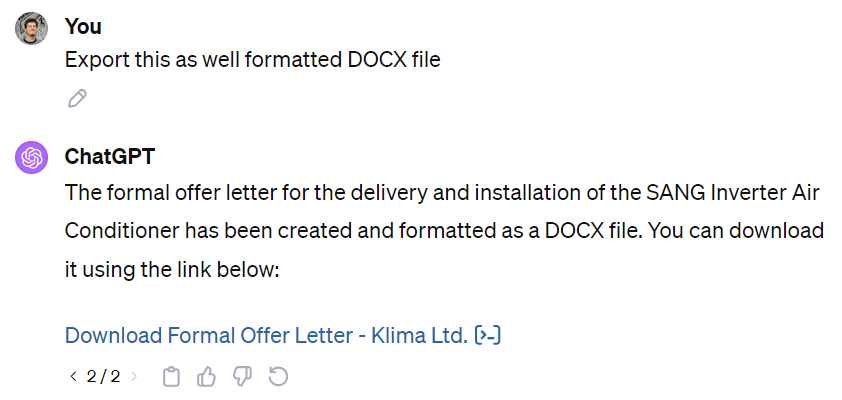 You
Export this as well formatted DOCX file
ChatGPT
The formal offer letter for the delivery and installation of the SANG Inverter Air
Conditioner has been created and formatted as a DOCX file. You can download
it using the link below:
Download Formal Offer Letter - Klima Ltd. [>-]
< 2 / 2 >